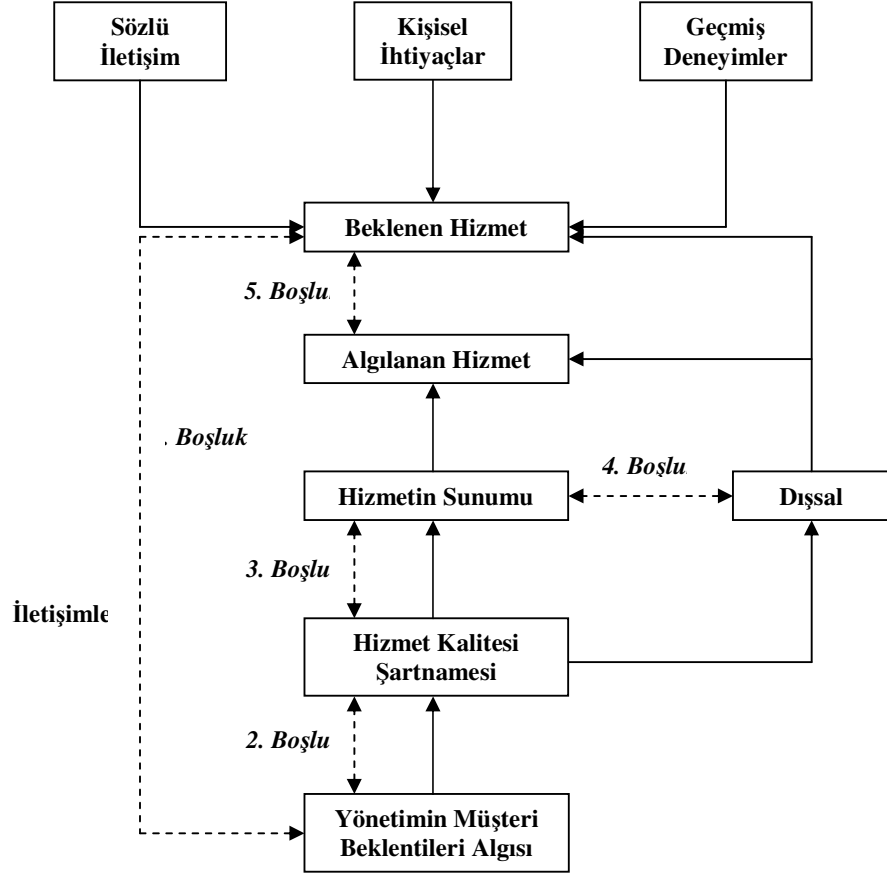 Sözlü
İletişim
Kişisel
İhtiyaçlar
Geçmiş
Deneyimler
Beklenen Hizmet
5. Boşlu
Algılanan Hizmet
. Boşluk
4. Boşlu
Hizmetin Sunumu
Dışsal
3. Boşlu
İletişimle
Hizmet Kalitesi
Şartnamesi
2. Boşlu
Yönetimin Müşteri
Beklentileri Algısı